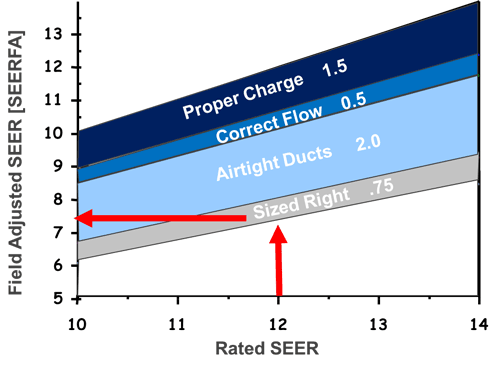 Field Adjusted SEER [SEERFA]
13
12
11
10
9
8
7
6
5
Proper Charge 1.5
Correct Flow 0.5
Airtight Ducts 2.0
Sized Right .75
10 11 12 13 14
Rated SEER